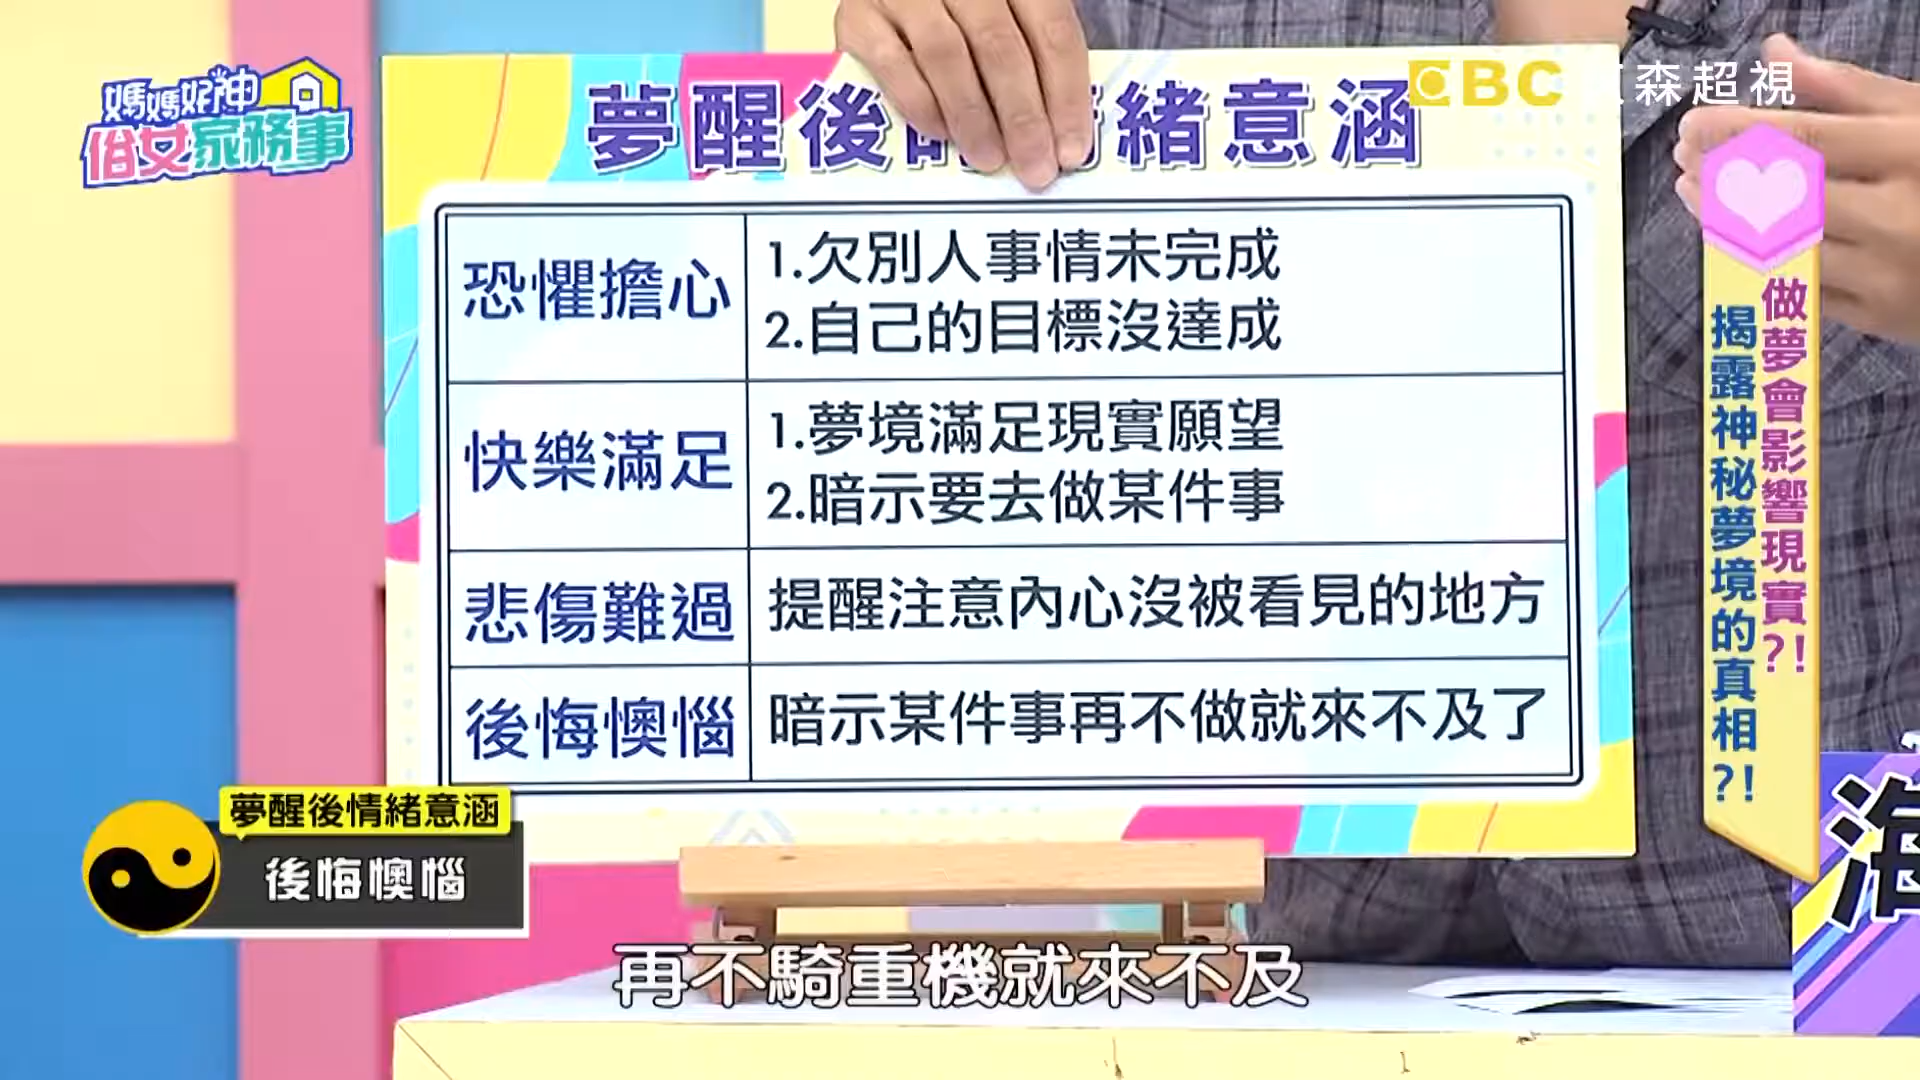 媽媽好神
俗女家務事
EBC 東森超視
夢醒後的情緒意涵
恐懼擔心
1.欠別人事情未完成
2.自己的目標沒達成
快樂滿足
1.夢境滿足現實願望
2.暗示要去做某件事
悲傷難過
提醒注意內心沒被看見的地方
後悔懊惱
暗示某件事再不做就來不及了
做夢會影響現實?!
揭露神秘夢境的真相?!
夢醒後情緒意涵
後悔懊惱
再不騎重機就來不及